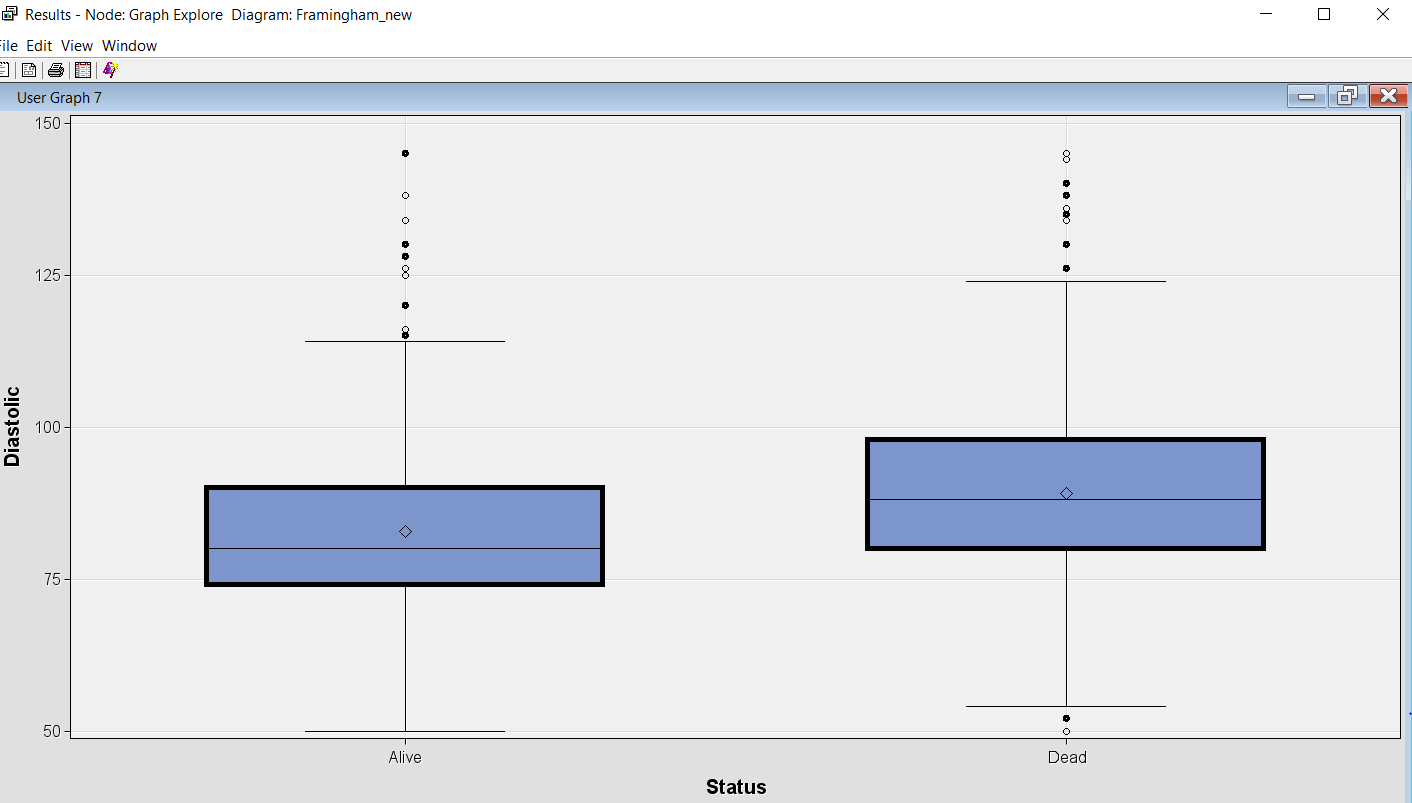 Results - Node: Graph Explore Diagram: Framingham_new
File Edit View Window
User Graph 7
150
125
100
75
50
Diastolic
Alive Dead
Status